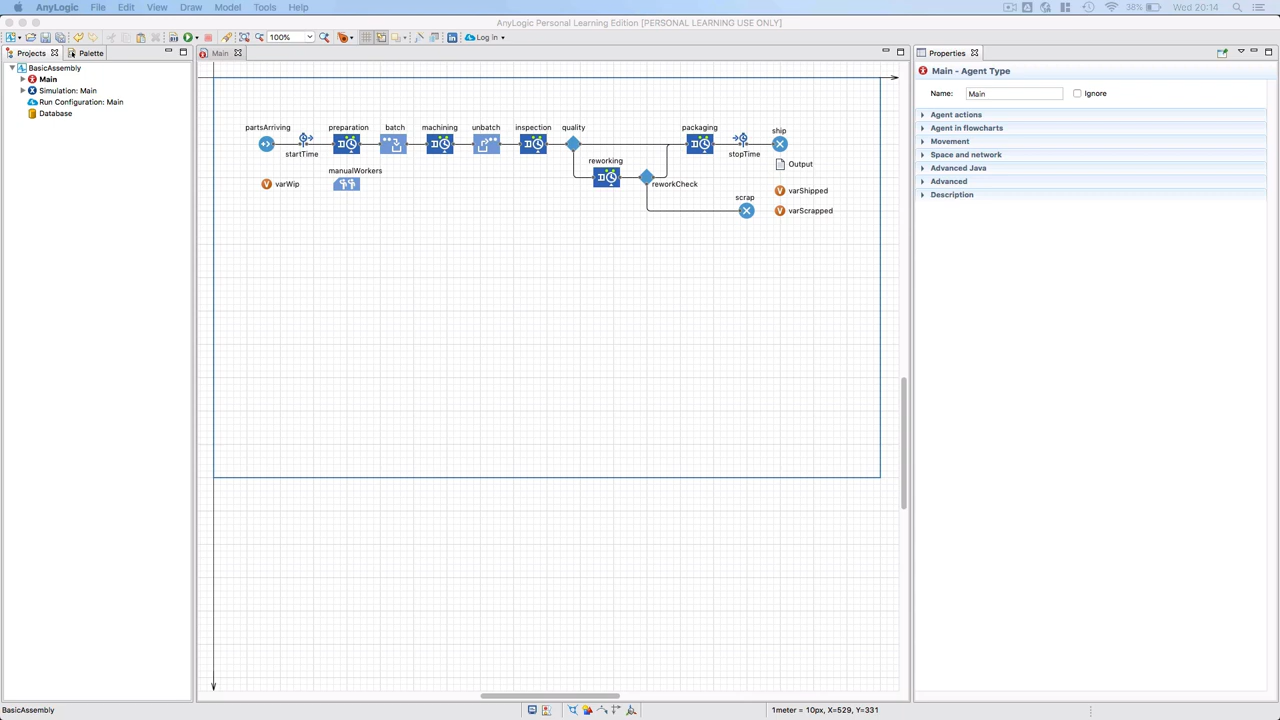 AnyLogic File Edit View Draw Model Tools Help
38% Wed 20:14
AnyLogic Personal Learning Edition [PERSONAL LEARNING USE ONLY]
100%
Log in
Projects
Palette
Main
Properties
BasicAssembly
Main
Simulation: Main
Run Configuration: Main
Database
partsArriving
startTime
preparation
batch
machining
unbatch
inspection
quality
packaging
stopTime
ship
varWip
manualWorkers
reworking
reworkCheck
scrap
Output
varShipped
varScrapped
Main - Agent Type
Name: Main Ignore
Agent actions
Agent in flowcharts
Movement
Space and network
Advanced Java
Advanced
Description
BasicAssembly
1meter = 10px, X=529, Y=331